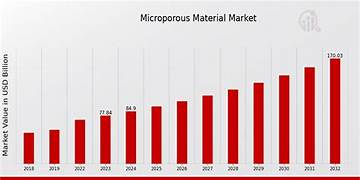 Microporous Material Market
Market Value in USD Billion
77.84
84.9
170.03
2018 2019 2022 2023 2024 2025 2026 2027 2028 2029 2030 2031 2032